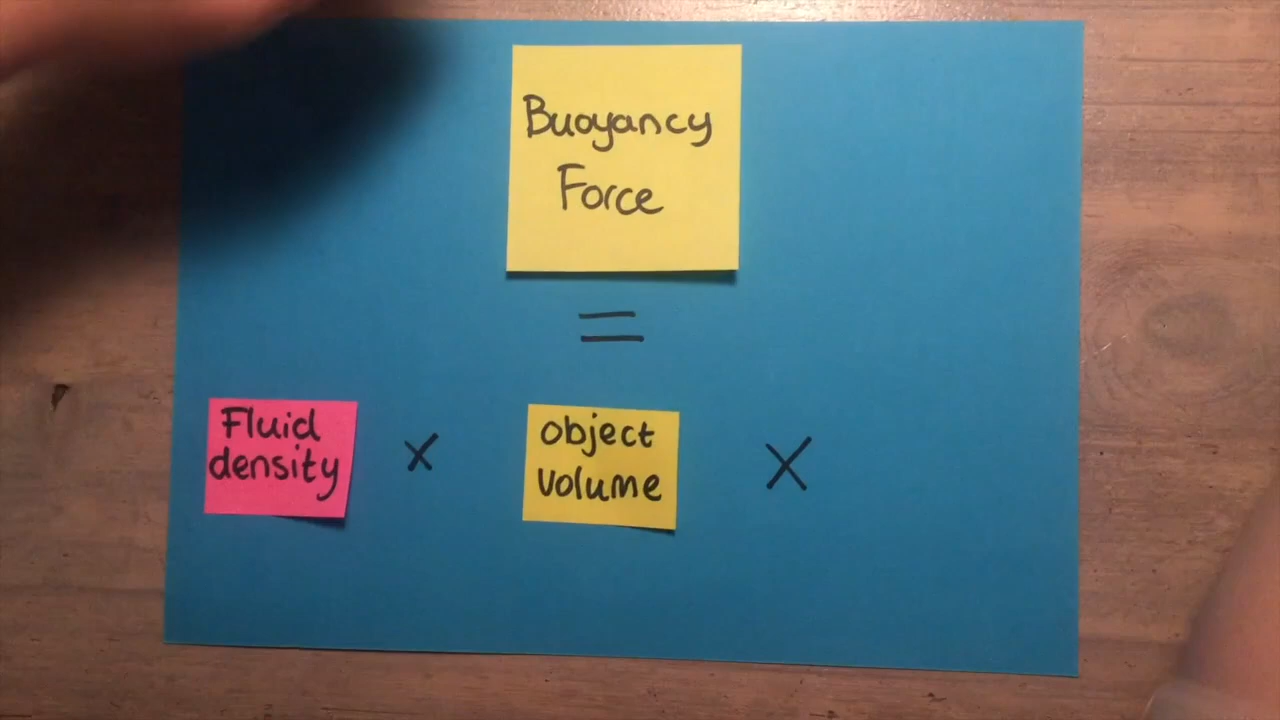 Buoyancy
Force
=
Fluid
density
×
object
volume
×